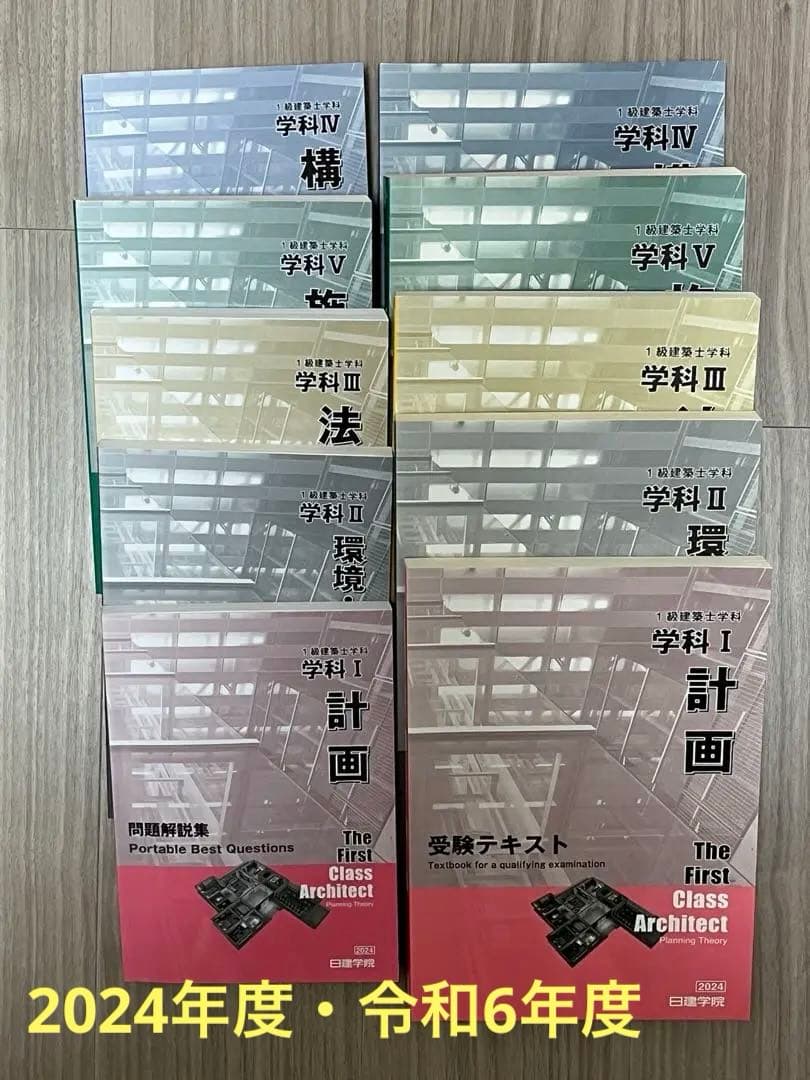 1級建築士学科
学科Ⅳ
構
1級建築士学科
学科Ⅳ
1級建築士学科
学科Ⅴ
施
1級建築士学科
学科Ⅴ
1級建築士学科
学科Ⅲ
法
1級建築士学科
学科Ⅲ
1級建築士学科
学科Ⅱ
環境・
1級建築士学科
学科Ⅱ
環
1級建築士学科
学科Ⅰ
計画
問題解説集
Portable Best Questions
The
First
Class
Architect
Planning Theory
2024
日建学院
1級建築士学科
学科Ⅰ
計画
受験テキスト
Textbook for a qualifying examination
The
First
Class
Architect
Planning Theory
2024
日建学院
2024年度・令和6年度